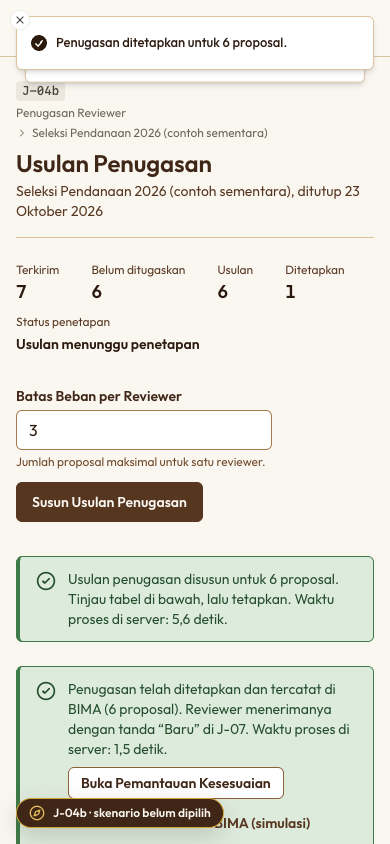 Penugasan ditetapkan untuk 6 proposal.
J-04b
Penugasan Reviewer
Seleksi Pendanaan 2026 (contoh sementara)
Usulan Penugasan
Seleksi Pendanaan 2026 (contoh sementara), ditutup 23
Oktober 2026
Terkirim Belum ditugaskan Usulan Ditetapkan
7 6 6 1
Status penetapan
Usulan menunggu penetapan
Batas Beban per Reviewer
3
Jumlah proposal maksimal untuk satu reviewer.
Susun Usulan Penugasan
Usulan penugasan disusun untuk 6 proposal.
Tinjau tabel di bawah, lalu tetapkan. Waktu
proses di server: 5,6 detik.
Penugasan telah ditetapkan dan tercatat di
BIMA (6 proposal). Reviewer menerimanya
dengan tanda “Baru” di J-07. Waktu proses di
server: 1,5 detik.
Buka Pemantauan Kesesuaian
J-04b · skenario belum dipilih
BIMA (simulasi)